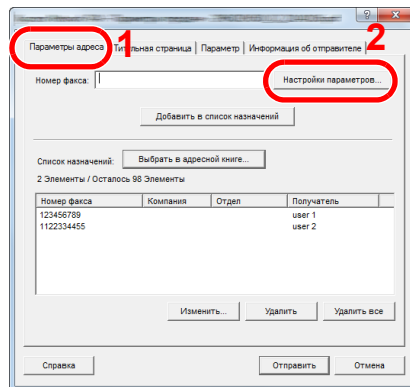 1
2
Параметры адреса Титульная страница Параметр Информация об отправителе
Номер факса: Настройки параметров...
Добавить в список назначений
Список назначений: Выбрать в адресной книге...
2 Элементы / Осталось 98 Элементы
Номер факса Компания Отдел Получатель
123456789 user 1
1122334455 user 2
Изменить... Удалить Удалить все
Справка Отправить Отмена